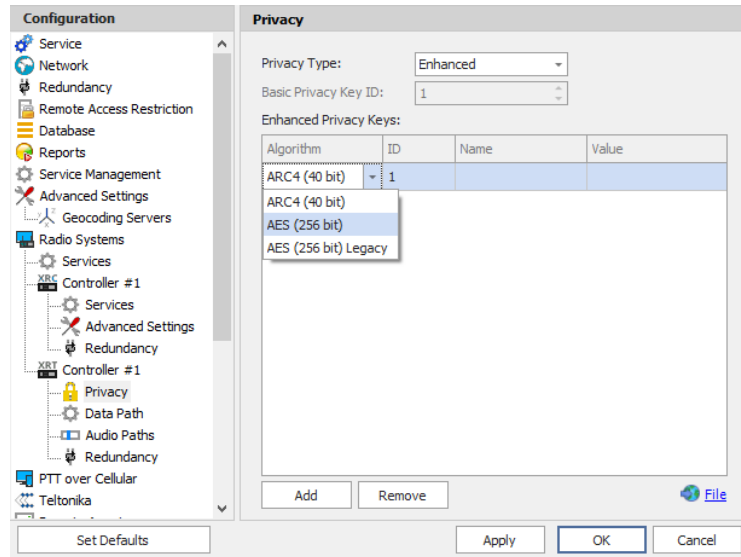 Configuration
Service
Network
Redundancy
Remote Access Restriction
Database
Reports
Service Management
Advanced Settings
Geocoding Servers
Radio Systems
Services
XRC Controller #1
Services
Advanced Settings
Redundancy
XRT Controller #1
Privacy
Data Path
Audio Paths
Redundancy
PTT over Cellular
Teltonika
Set Defaults
Privacy
Privacy Type: Enhanced
Basic Privacy Key ID: 1
Enhanced Privacy Keys:
Algorithm ID Name Value
ARC4 (40 bit) 1
ARC4 (40 bit)
AES (256 bit)
AES (256 bit) Legacy
Add Remove File
Apply OK Cancel